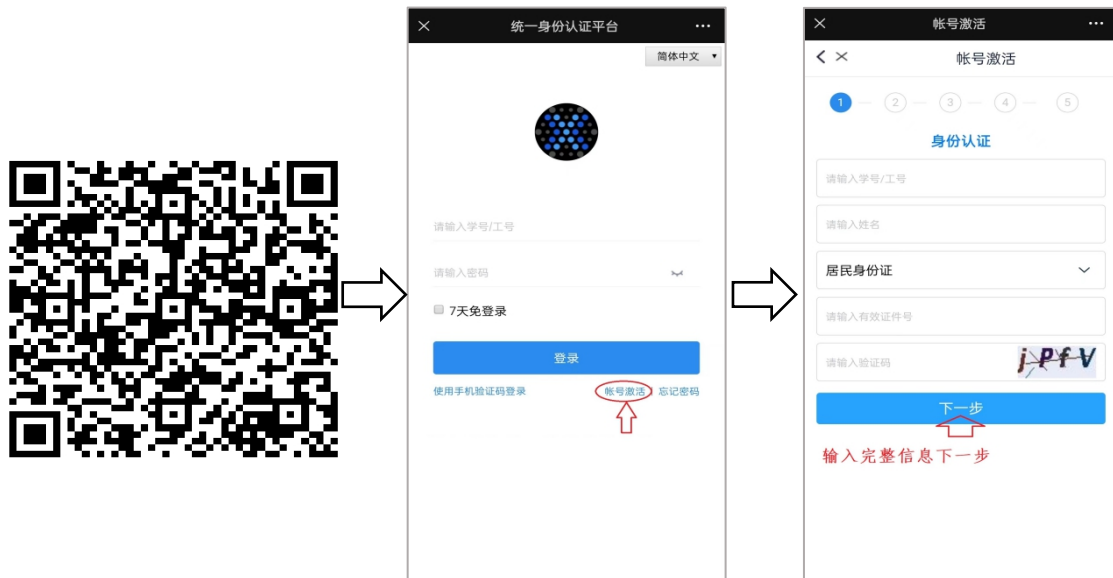 统一身份认证平台
简体中文
请输入学号/工号
请输入密码
7天免登录
登录
使用手机验证码登录
帐号激活
忘记密码
帐号激活
帐号激活
1
2
3
4
5
身份认证
请输入学号/工号
请输入姓名
居民身份证
请输入有效证件号
请输入验证码
jPfV
下一步
输入完整信息下一步